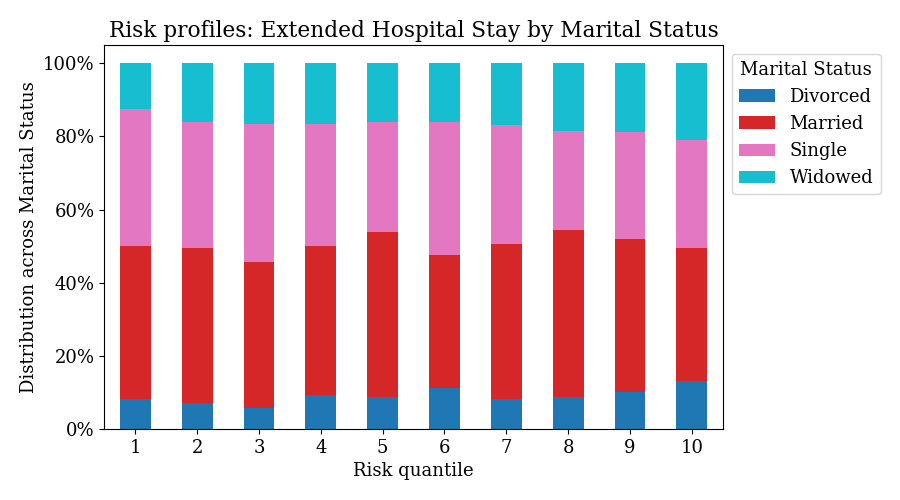 Risk profiles: Extended Hospital Stay by Marital Status
Distribution across Marital Status
100%
80%
60%
40%
20%
0%
1 2 3 4 5 6 7 8 9 10
Risk quantile
Marital Status
Divorced
Married
Single
Widowed